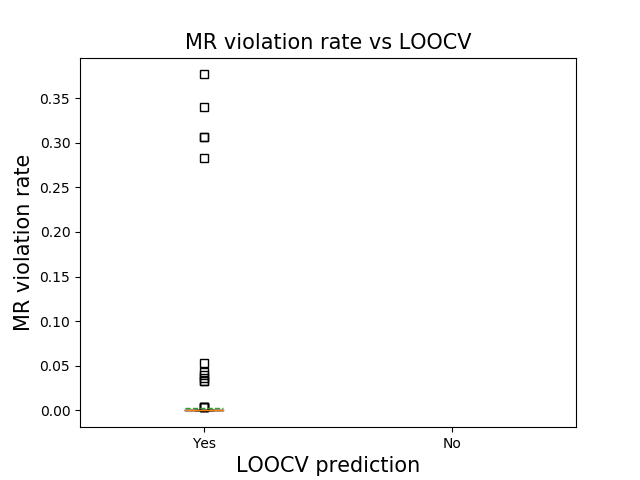 MR violation rate vs LOOCV
MR violation rate
0.35
0.30
0.25
0.20
0.15
0.10
0.05
0.00
Yes
No
LOOCV prediction